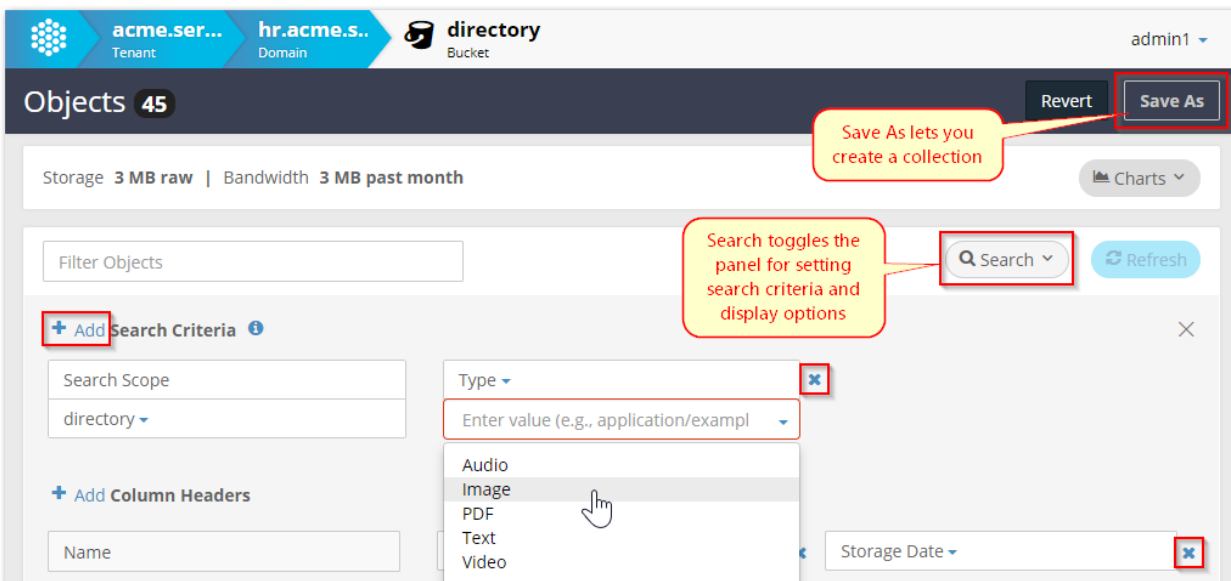 acme.ser... hr.acme.s.. directory
Tenant Domain Bucket
admin1
Objects 45
Revert Save As
Save As lets you
create a collection
Storage 3 MB raw | Bandwidth 3 MB past month
Charts
Filter Objects
Search toggles the
panel for setting
search criteria and
display options
Search Refresh
Add Search Criteria
Search Scope Type
directory Enter value (e.g., application/exampl
Audio
Image
Add Column Headers
PDF
Text
Name Storage Date
Video